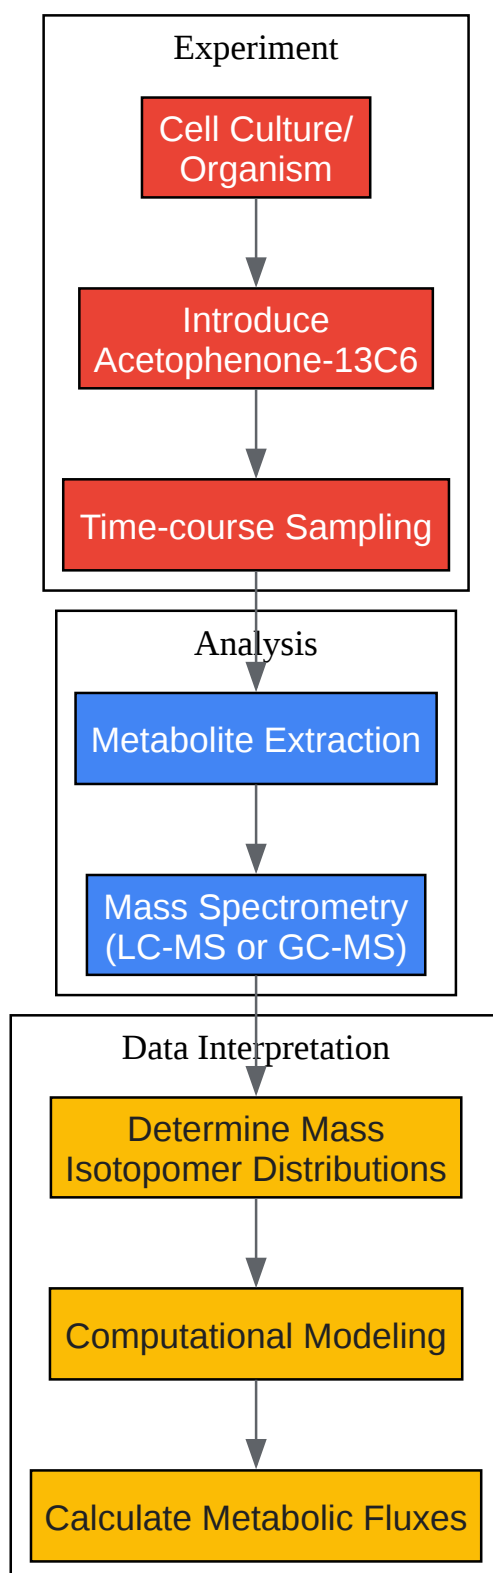 Experiment
Cell Culture/
Organism
Introduce
Acetophenone-13C6
Time-course Sampling
Analysis
Metabolite Extraction
Mass Spectrometry
(LC-MS or GC-MS)
Data Interpretation
Determine Mass
Isotopomer Distributions
Computational Modeling
Calculate Metabolic Fluxes